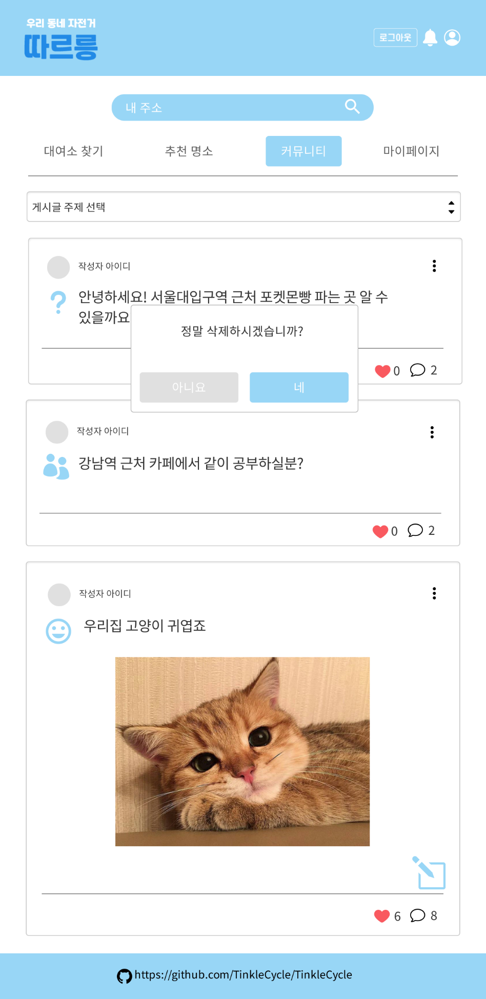 우리 동네 자전거
따르릉
로그아웃
내 주소
대여소 찾기
추천 명소
커뮤니티
마이페이지
게시글 주제 선택
작성자 아이디
안녕하세요! 서울대입구역 근처 포켓몬빵 파는 곳 알 수
있을까요
정말 삭제하시겠습니까?
아니요
네
0
2
작성자 아이디
강남역 근처 카페에서 같이 공부하실분?
0
2
작성자 아이디
우리집 고양이 귀엽죠
6
8
https://github.com/TinkleCycle/TinkleCycle